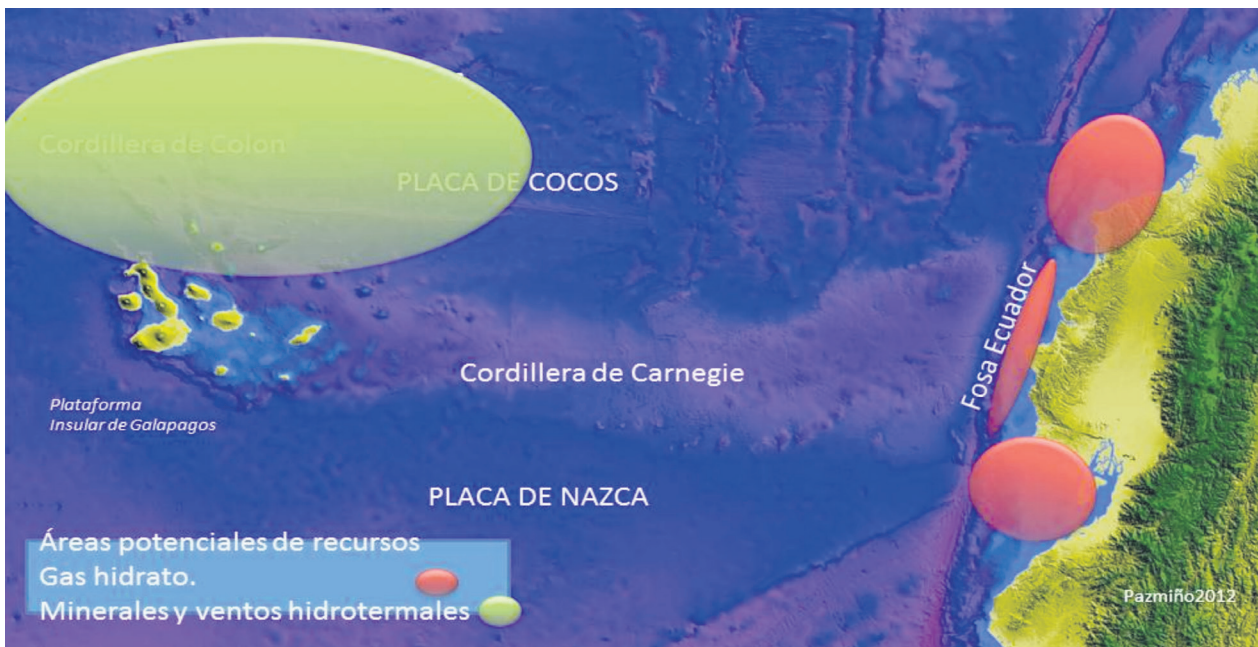 Cordillera de Colon
PLACA DE COCOS
Fosa Ecuador
Cordillera de Carnegie
Plataforma
Insular de Galapagos
PLACA DE NAZCA
Áreas potenciales de recursos
Gas hidrato.
Minerales y ventos hidrotermales
Pazmiño2012